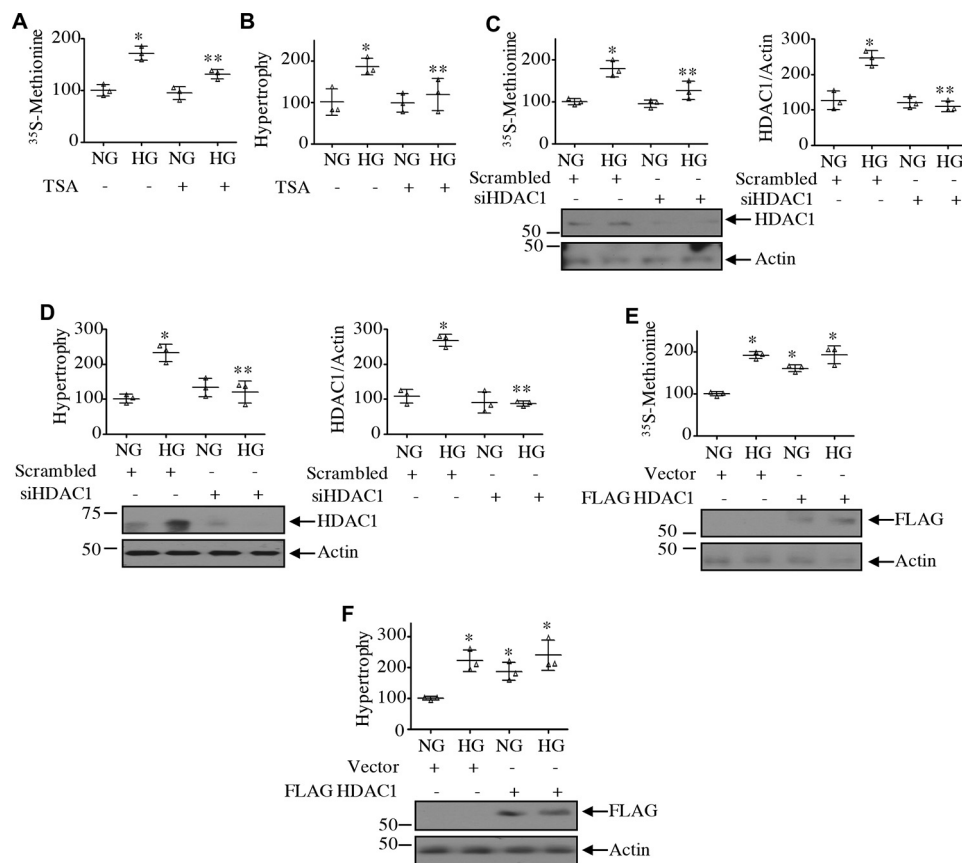 A
³⁵S-Methionine
200
100
0
*
**
NG HG NG HG
TSA - - + +
B
Hypertrophy
300
200
100
0
*
**
NG HG NG HG
TSA - - + +
C
³⁵S-Methionine
200
100
0
*
**
NG HG NG HG
Scrambled + + - -
siHDAC1 - - + +
50
HDAC1
50
Actin
HDAC1/Actin
300
200
100
0
*
**
NG HG NG HG
Scrambled + + - -
siHDAC1 - - + +
D
Hypertrophy
300
200
100
0
*
**
NG HG NG HG
Scrambled + + - -
siHDAC1 - - + +
75
HDAC1
50
Actin
HDAC1/Actin
300
200
100
0
*
**
NG HG NG HG
Scrambled + + - -
siHDAC1 - - + +
E
³⁵S-Methionine
200
100
0
* * *
NG HG NG HG
Vector + + - -
FLAG HDAC1 - - + +
50
FLAG
50
Actin
F
Hypertrophy
300
200
100
0
* * *
NG HG NG HG
Vector + + - -
FLAG HDAC1 - - + +
50
FLAG
50
Actin